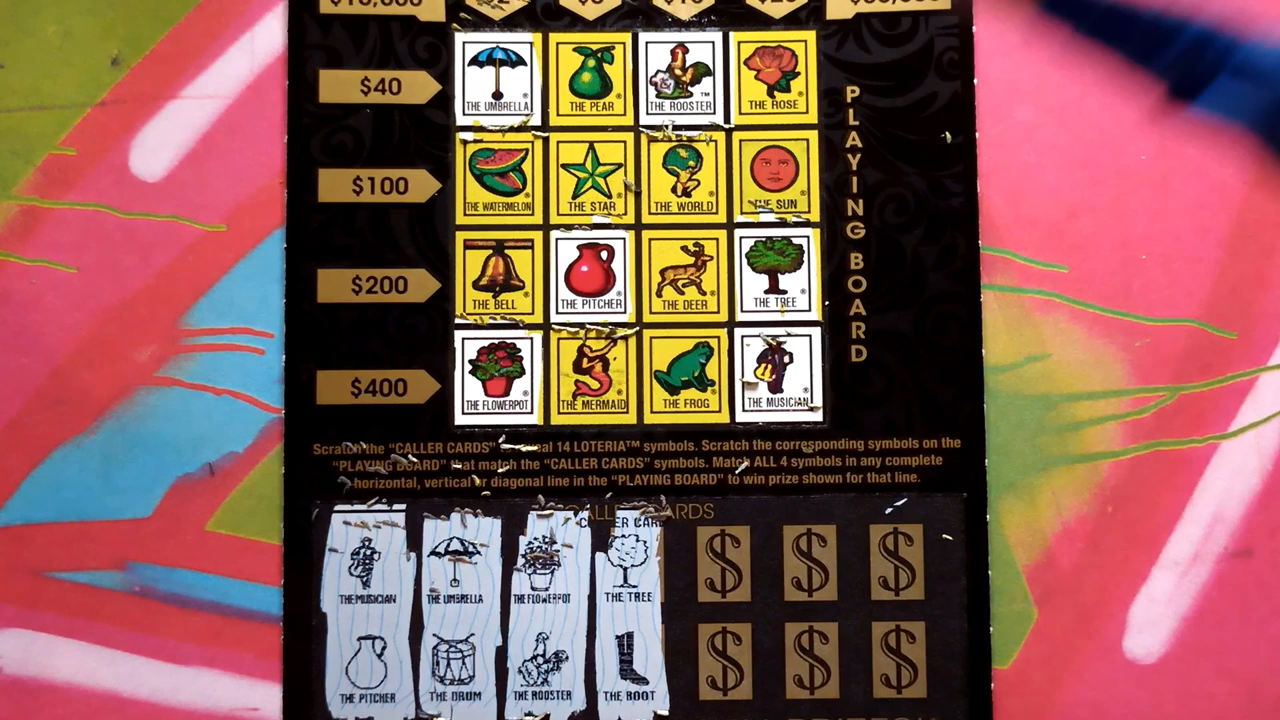 $40
THE UMBRELLA THE PEAR THE ROOSTER THE ROSE
$100
THE WATERMELON THE STAR THE WORLD THE SUN
$200
THE BELL THE PITCHER THE DEER THE TREE
$400
THE FLOWERPOT THE MERMAID THE FROG THE MUSICIAN
PLAYING BOARD
Scratch the “CALLER CARDS” 14 LOTERIA™ symbols. Scratch the corresponding symbols on the
“PLAYING BOARD” that match the “CALLER CARDS” symbols. Match ALL 4 symbols in any complete
horizontal, vertical or diagonal line in the “PLAYING BOARD” to win prize shown for that line.
CALLER CARDS
THE MUSICIAN THE UMBRELLA THE FLOWERPOT THE TREE $ $ $
THE PITCHER THE DRUM THE ROOSTER THE BOOT $ $ $